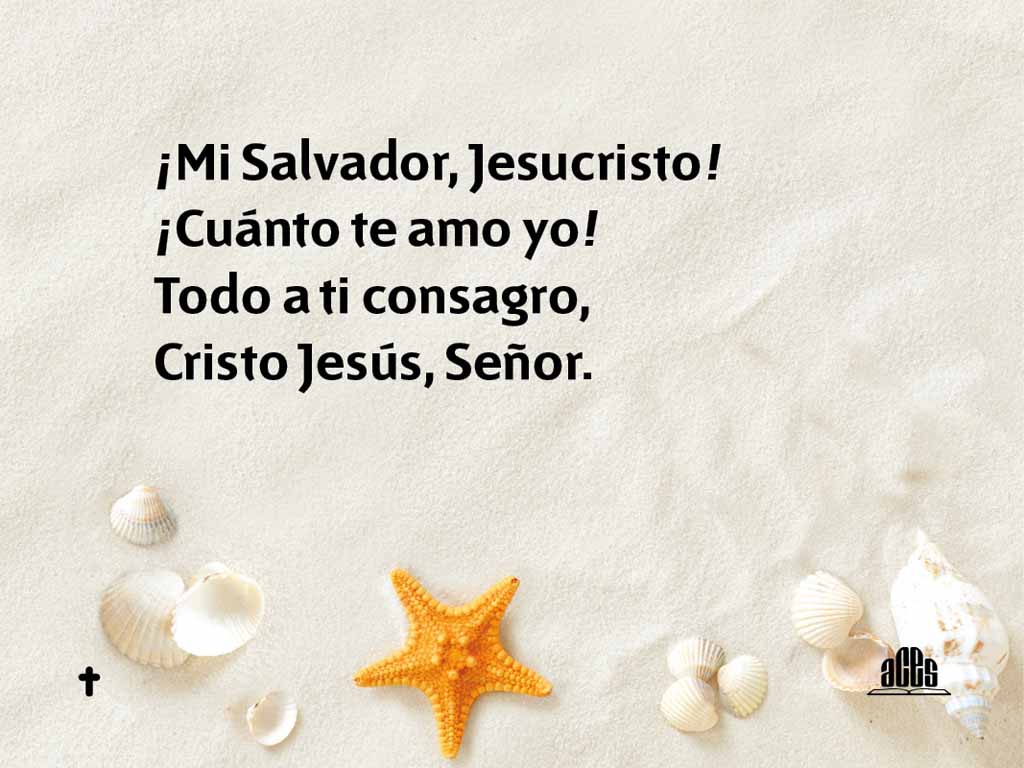 ¡Mi Salvador, Jesucristo!
¡Cuánto te amo yo!
Todo a ti consagro,
Cristo Jesús, Señor.
aces